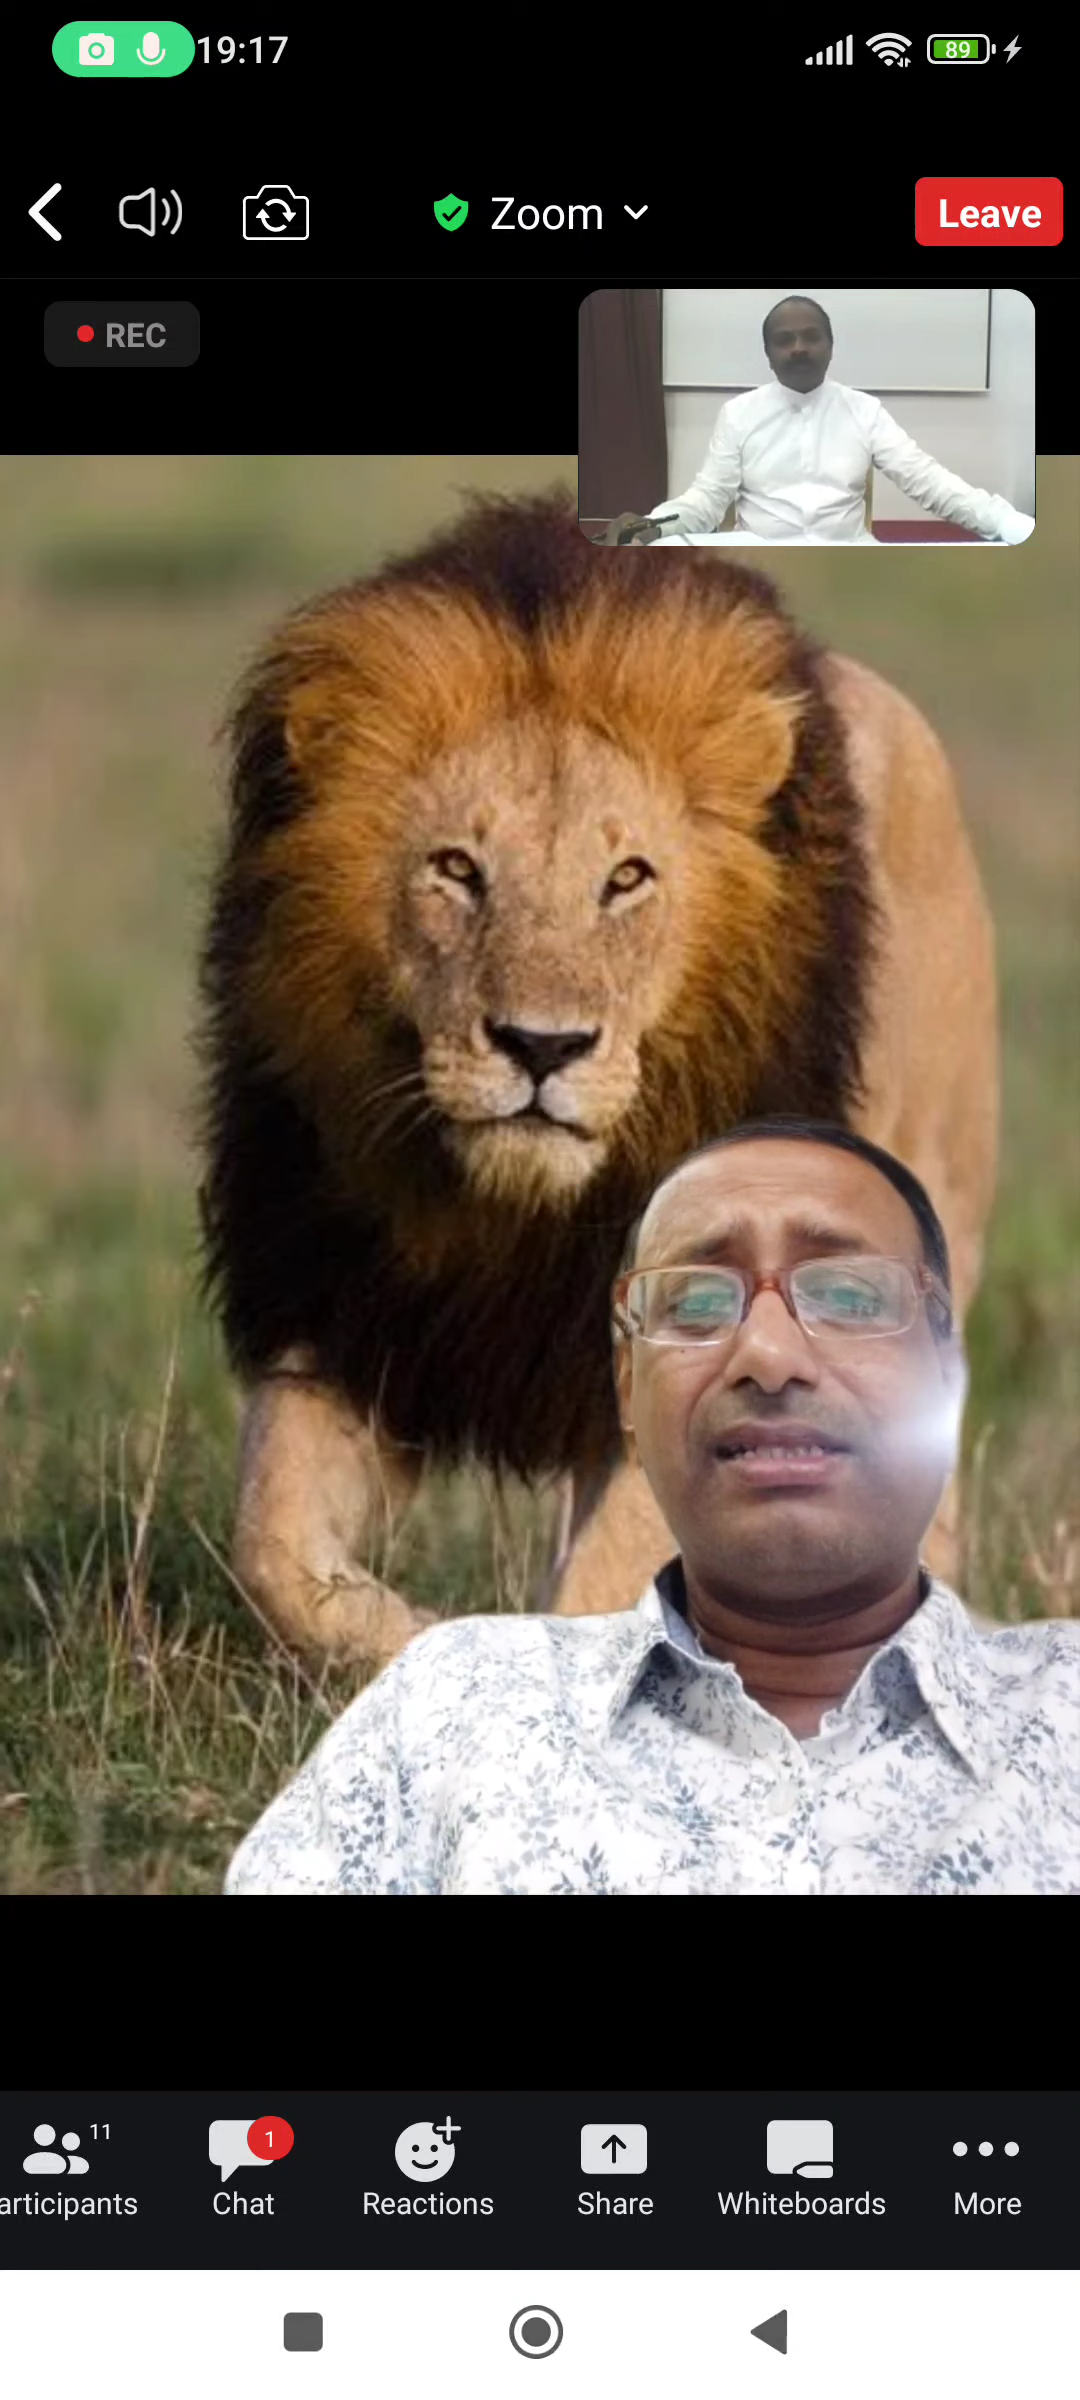 19:17
89
Zoom
Leave
REC
11
1
articipants
Chat
Reactions
Share
Whiteboards
More